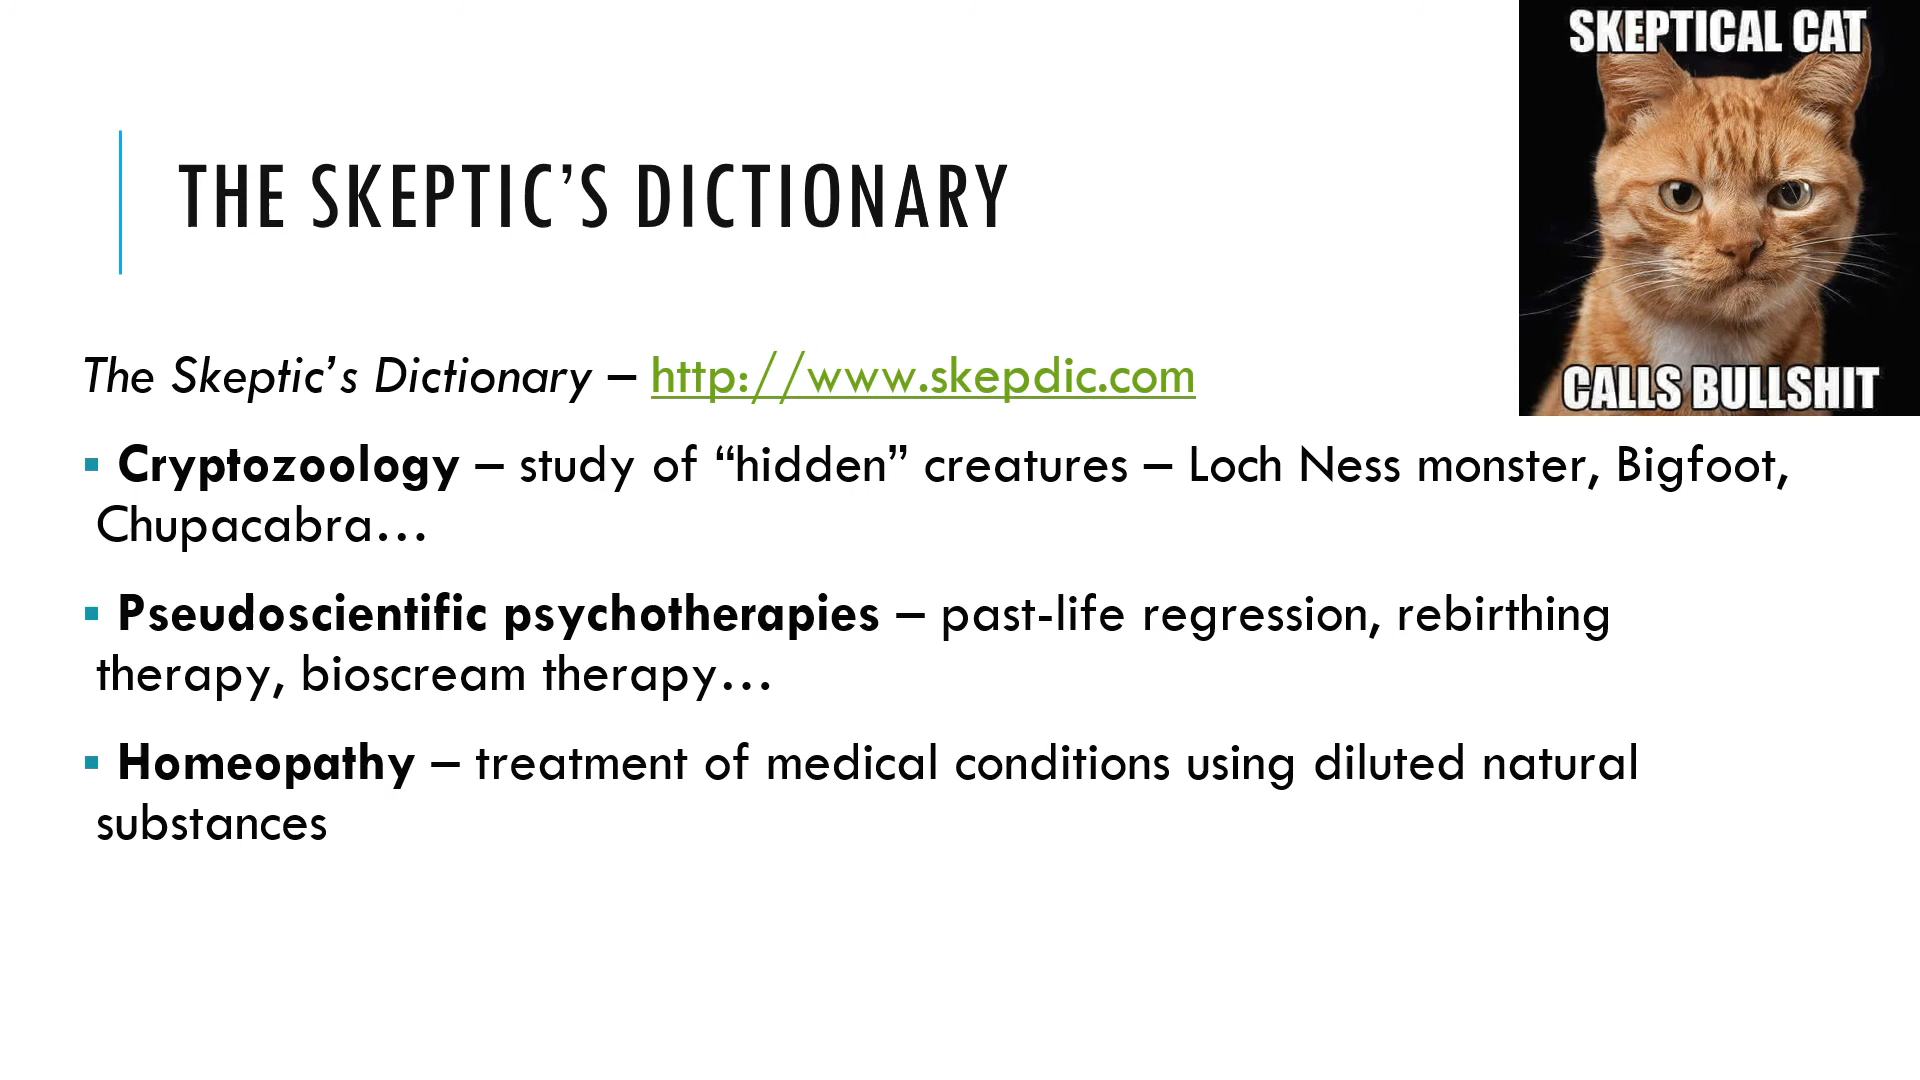 SKEPTICAL CAT
CALLS BULLSHIT
THE SKEPTIC’S DICTIONARY
The Skeptic’s Dictionary – http://www.skepdic.com
▪ Cryptozoology – study of “hidden” creatures – Loch Ness monster, Bigfoot,
Chupacabra…
▪ Pseudoscientific psychotherapies – past-life regression, rebirthing
therapy, bioscream therapy…
▪ Homeopathy – treatment of medical conditions using diluted natural
substances